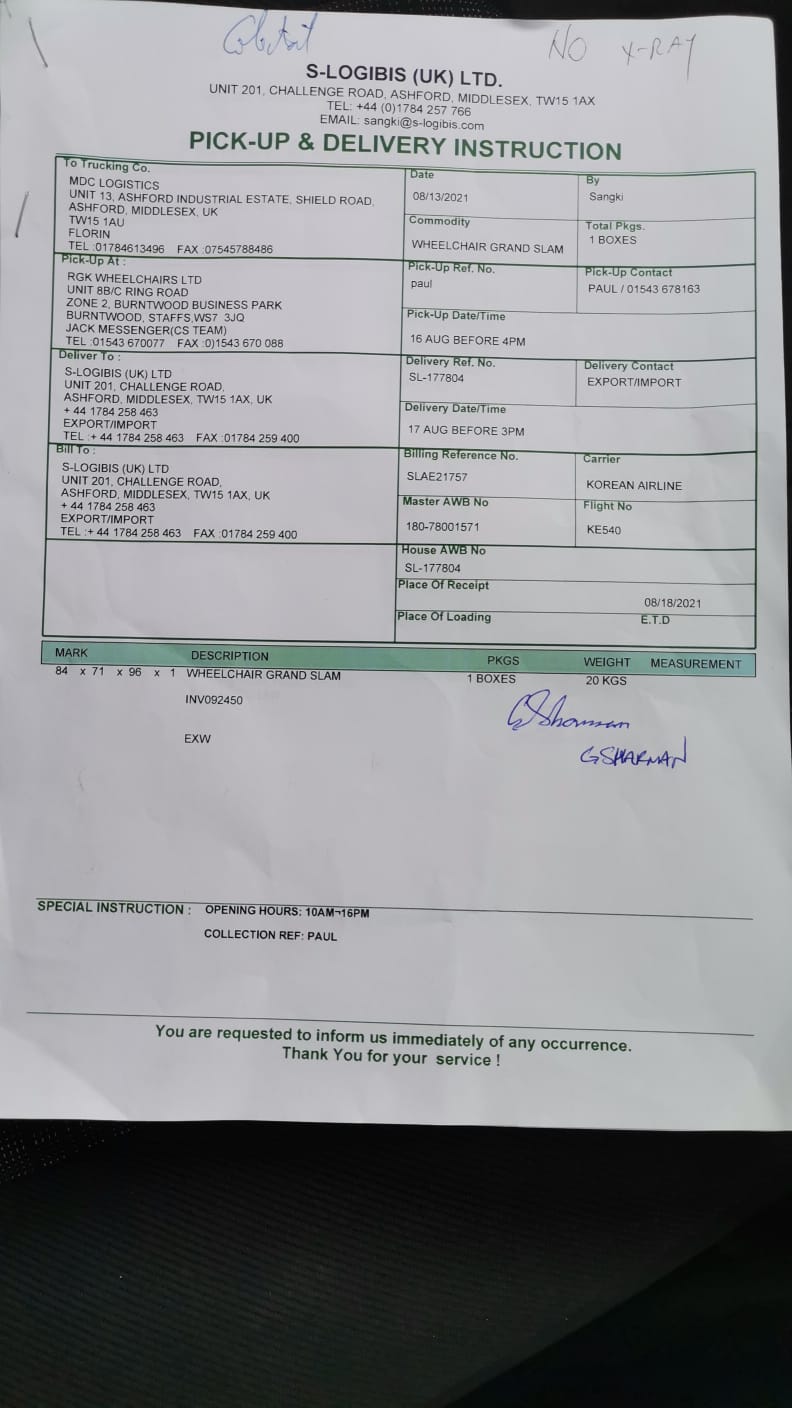 NO X-RAY
S-LOGIBIS (UK) LTD.
UNIT 201, CHALLENGE ROAD, ASHFORD, MIDDLESEX, TW15 1AX
TEL: +44 (0)1784 257 766
EMAIL: sangki@s-logibis.com
PICK-UP & DELIVERY INSTRUCTION
To Trucking Co.
MDC LOGISTICS
UNIT 13, ASHFORD INDUSTRIAL ESTATE, SHIELD ROAD,
ASHFORD, MIDDLESEX, UK
TW15 1AU
FLORIN
TEL :01784613496 FAX :07545788486
Date
08/13/2021
By
Sangki
Commodity
WHEELCHAIR GRAND SLAM
Total Pkgs.
1 BOXES
Pick-Up At :
RGK WHEELCHAIRS LTD
UNIT 8B/C RING ROAD
ZONE 2, BURNTWOOD BUSINESS PARK
BURNTWOOD, STAFFS,WS7 3JQ
JACK MESSENGER(CS TEAM)
TEL :01543 670077 FAX :0)1543 670 088
Pick-Up Ref. No.
paul
Pick-Up Contact
PAUL / 01543 678163
Pick-Up Date/Time
16 AUG BEFORE 4PM
Deliver To :
S-LOGIBIS (UK) LTD
UNIT 201, CHALLENGE ROAD,
ASHFORD, MIDDLESEX, TW15 1AX, UK
+ 44 1784 258 463
EXPORT/IMPORT
TEL :+ 44 1784 258 463 FAX :01784 259 400
Delivery Ref. No.
SL-177804
Delivery Contact
EXPORT/IMPORT
Delivery Date/Time
17 AUG BEFORE 3PM
Bill To :
S-LOGIBIS (UK) LTD
UNIT 201, CHALLENGE ROAD,
ASHFORD, MIDDLESEX, TW15 1AX, UK
+ 44 1784 258 463
EXPORT/IMPORT
TEL :+ 44 1784 258 463 FAX :01784 259 400
Billing Reference No.
SLAE21757
Carrier
KOREAN AIRLINE
Master AWB No
180-78001571
Flight No
KE540
House AWB No
SL-177804
Place Of Receipt
08/18/2021
Place Of Loading E.T.D
MARK DESCRIPTION PKGS WEIGHT MEASUREMENT
84 x 71 x 96 x 1 WHEELCHAIR GRAND SLAM 1 BOXES 20 KGS
INV092450
EXW
GSharman
GSHARMAN
SPECIAL INSTRUCTION : OPENING HOURS: 10AM¬16PM
COLLECTION REF: PAUL
You are requested to inform us immediately of any occurrence.
Thank You for your service !